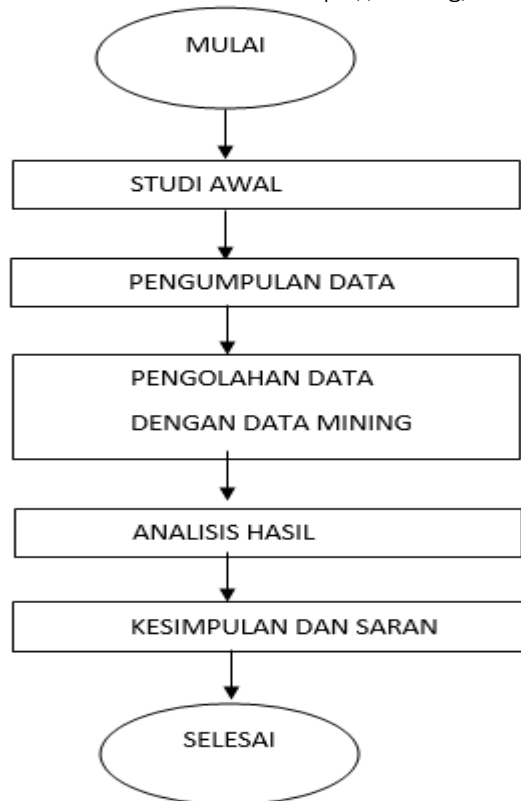 MULAI
STUDI AWAL
PENGUMPULAN DATA
PENGOLAHAN DATA
DENGAN DATA MINING
ANALISIS HASIL
KESIMPULAN DAN SARAN
SELESAI